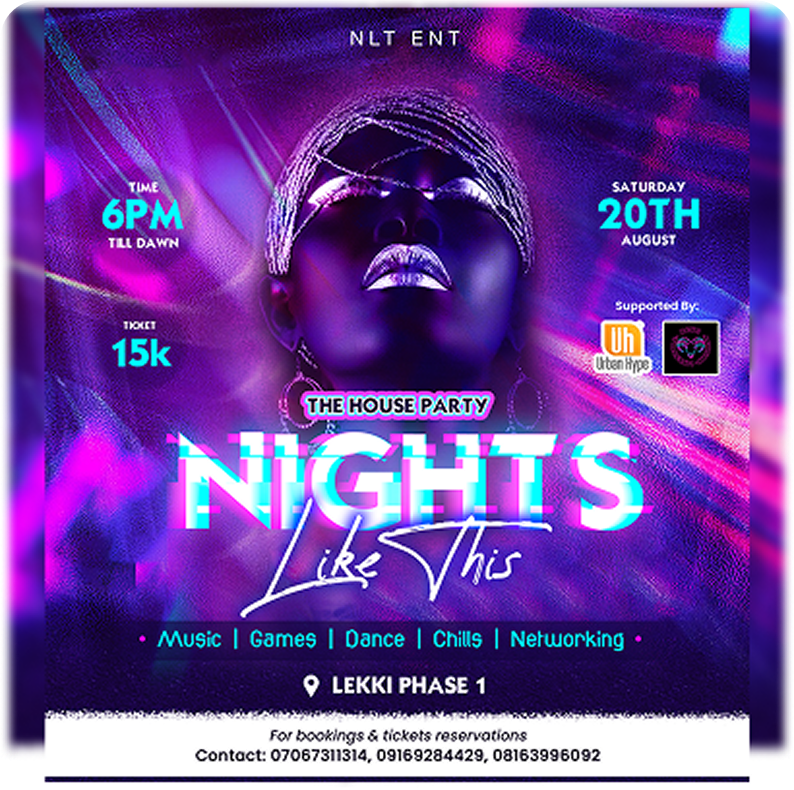 NLT ENT
TIME
6PM
TILL DAWN
SATURDAY
20TH
AUGUST
TICKET
15k
Supported By:
Uh
Urban Hype
THE HOUSE PARTY
NIGHTS
Like This
• Music | Games | Dance | Chills | Networking •
LEKKI PHASE 1
For bookings & tickets reservations
Contact: 07067311314, 09169284429, 08163996092